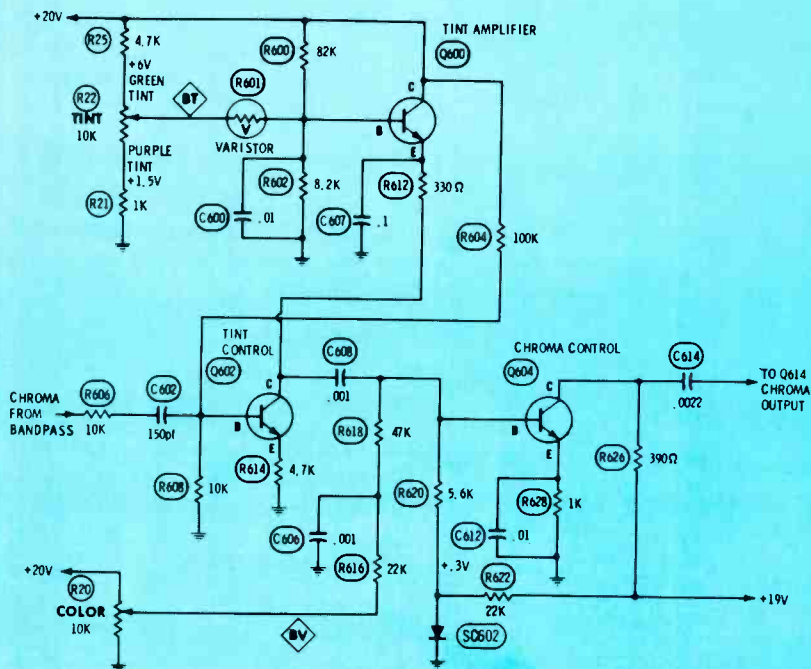 +20V
R25
4.7K
+6V
GREEN
TINT
R22
TINT
10K
BT
PURPLE
TINT
+1.5V
R21
1K
R600
82K
R601
V
VARISTOR
R602
8.2K
C600
.01
TINT AMPLIFIER
Q600
C
B
E
R612
330Ω
C607
.1
R604
100K
TINT
CONTROL
Q602
C
B
E
CHROMA
FROM
BANDPASS
R606
10K
C602
150pf
R608
10K
R614
4.7K
C608
.001
R618
47K
C606
.001
R616
22K
+20V
R20
COLOR
10K
BV
CHROMA CONTROL
Q604
C
B
E
R620
5.6K
+.3V
C612
.01
R628
1K
R622
22K
SC602
R626
390Ω
+19V
C614
.0022
TO Q614
CHROMA
OUTPUT